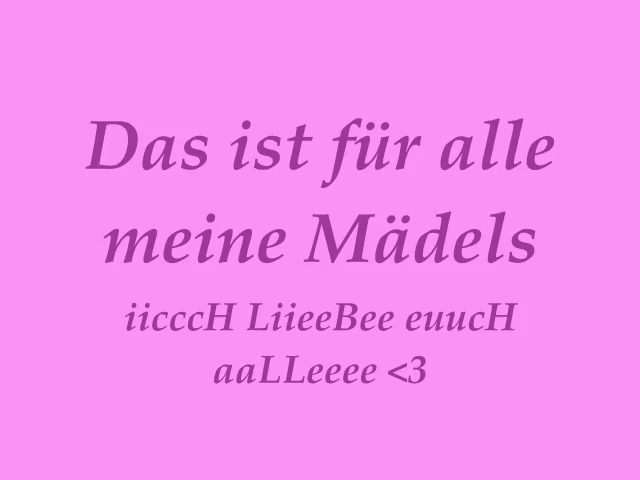 Das ist für alle
meine Mädels
iicccH LiieeBee euucH
aaLLeeee <3